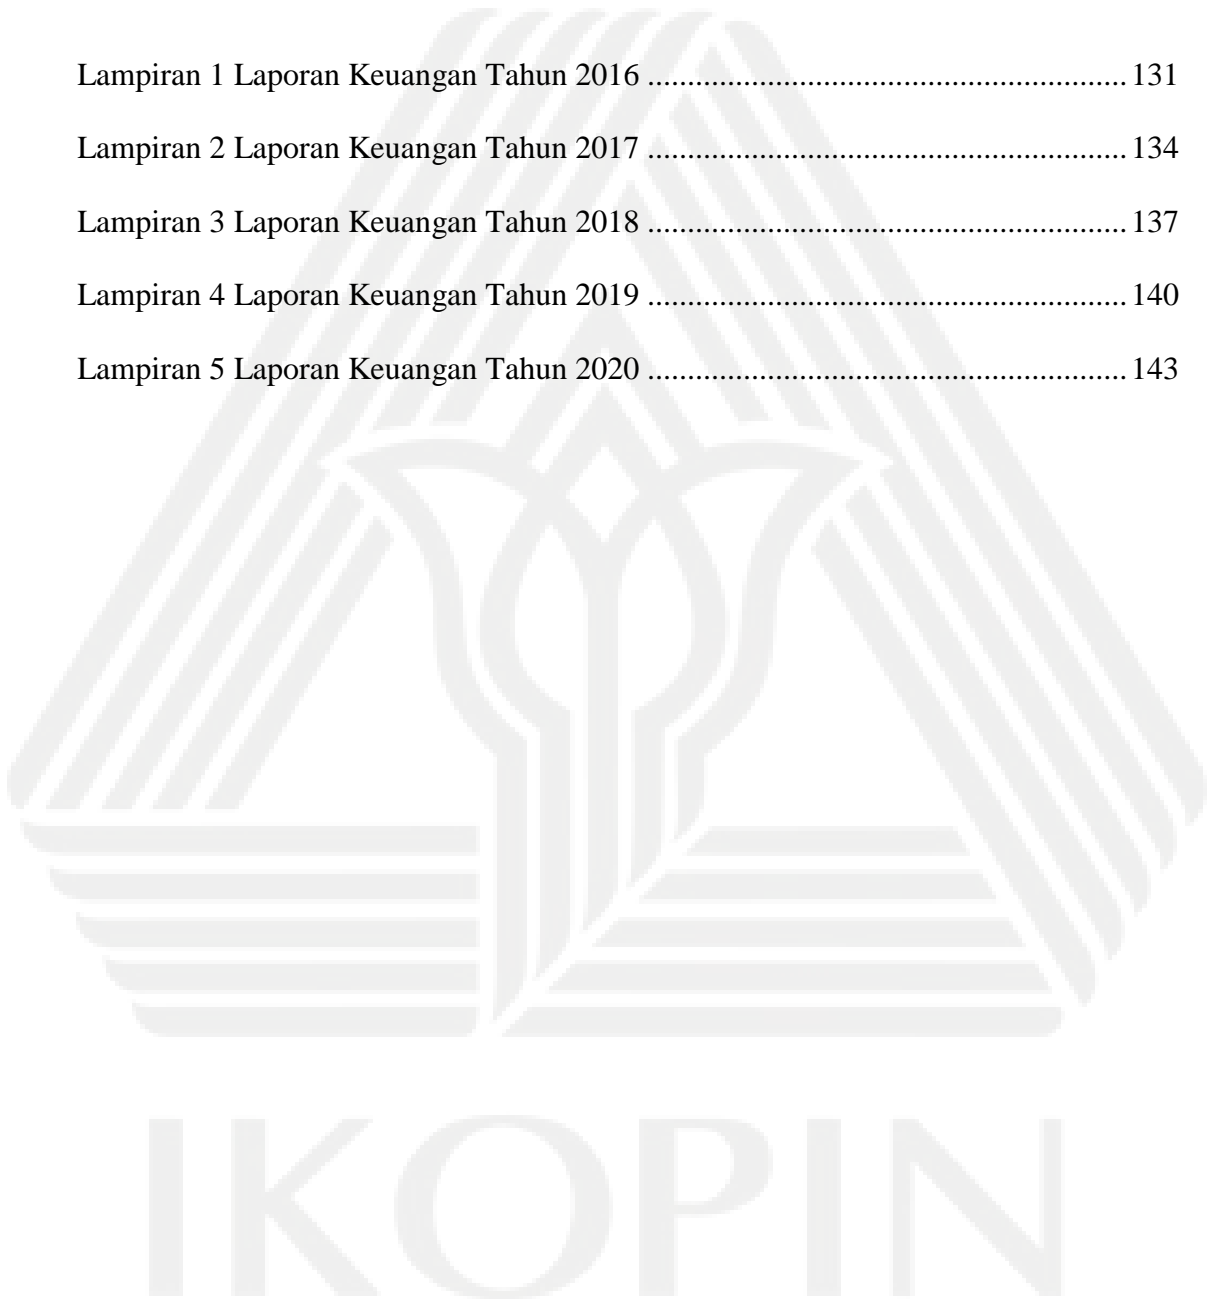 Lampiran 1 Laporan Keuangan Tahun 2016 ............................................................ 131
Lampiran 2 Laporan Keuangan Tahun 2017 ............................................................ 134
Lampiran 3 Laporan Keuangan Tahun 2018 ............................................................ 137
Lampiran 4 Laporan Keuangan Tahun 2019 ............................................................ 140
Lampiran 5 Laporan Keuangan Tahun 2020 ............................................................ 143
IKOPIN